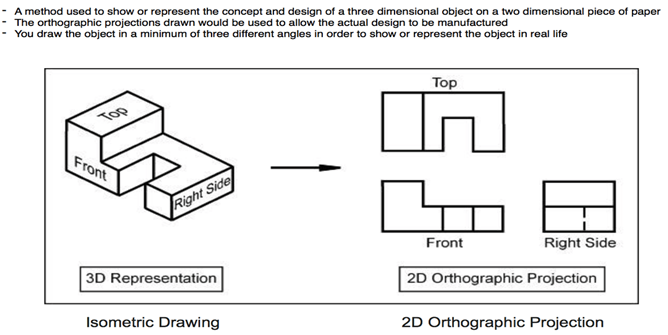 - A method used to show or represent the concept and design of a three dimensional object on a two dimensional piece of paper
- The orthographic projections drawn would be used to allow the actual design to be manufactured
- You draw the object in a minimum of three different angles in order to show or represent the object in real life
Top
Front
Right Side
3D Representation
Top
Front
Right Side
2D Orthographic Projection
Isometric Drawing
2D Orthographic Projection